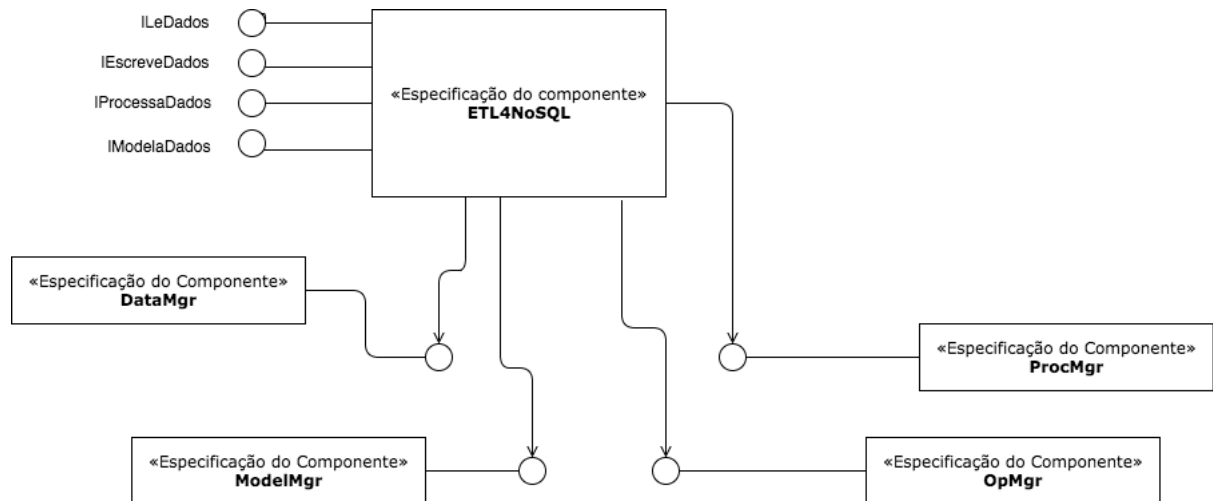 ILeDados
IEscreveDados
IProcessaDados
IModelaDados
«Especificação do componente»
ETL4NoSQL
«Especificação do Componente»
DataMgr
«Especificação do Componente»
ProcMgr
«Especificação do Componente»
ModelMgr
«Especificação do Componente»
OpMgr